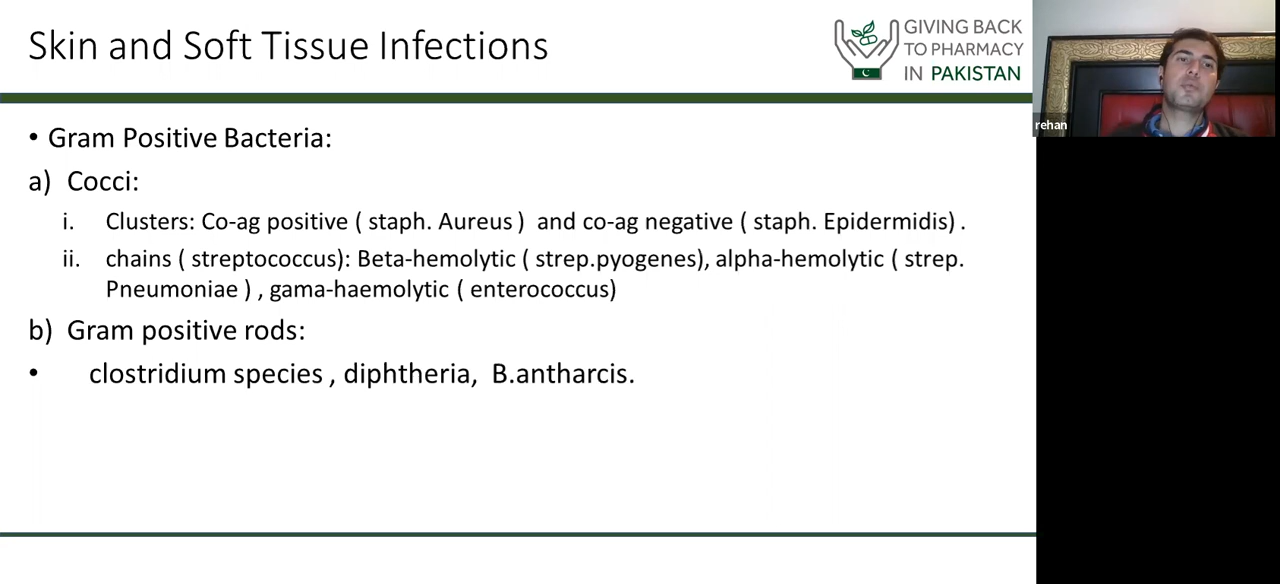 Skin and Soft Tissue Infections
GIVING BACK
TO PHARMACY
IN PAKISTAN
rehan
• Gram Positive Bacteria:
a) Cocci:
i. Clusters: Co-ag positive ( staph. Aureus ) and co-ag negative ( staph. Epidermidis) .
ii. chains ( streptococcus): Beta-hemolytic ( strep.pyogenes), alpha-hemolytic ( strep.
Pneumoniae ) , gama-haemolytic ( enterococcus)
b) Gram positive rods:
• clostridium species , diphtheria, B.antharcis.